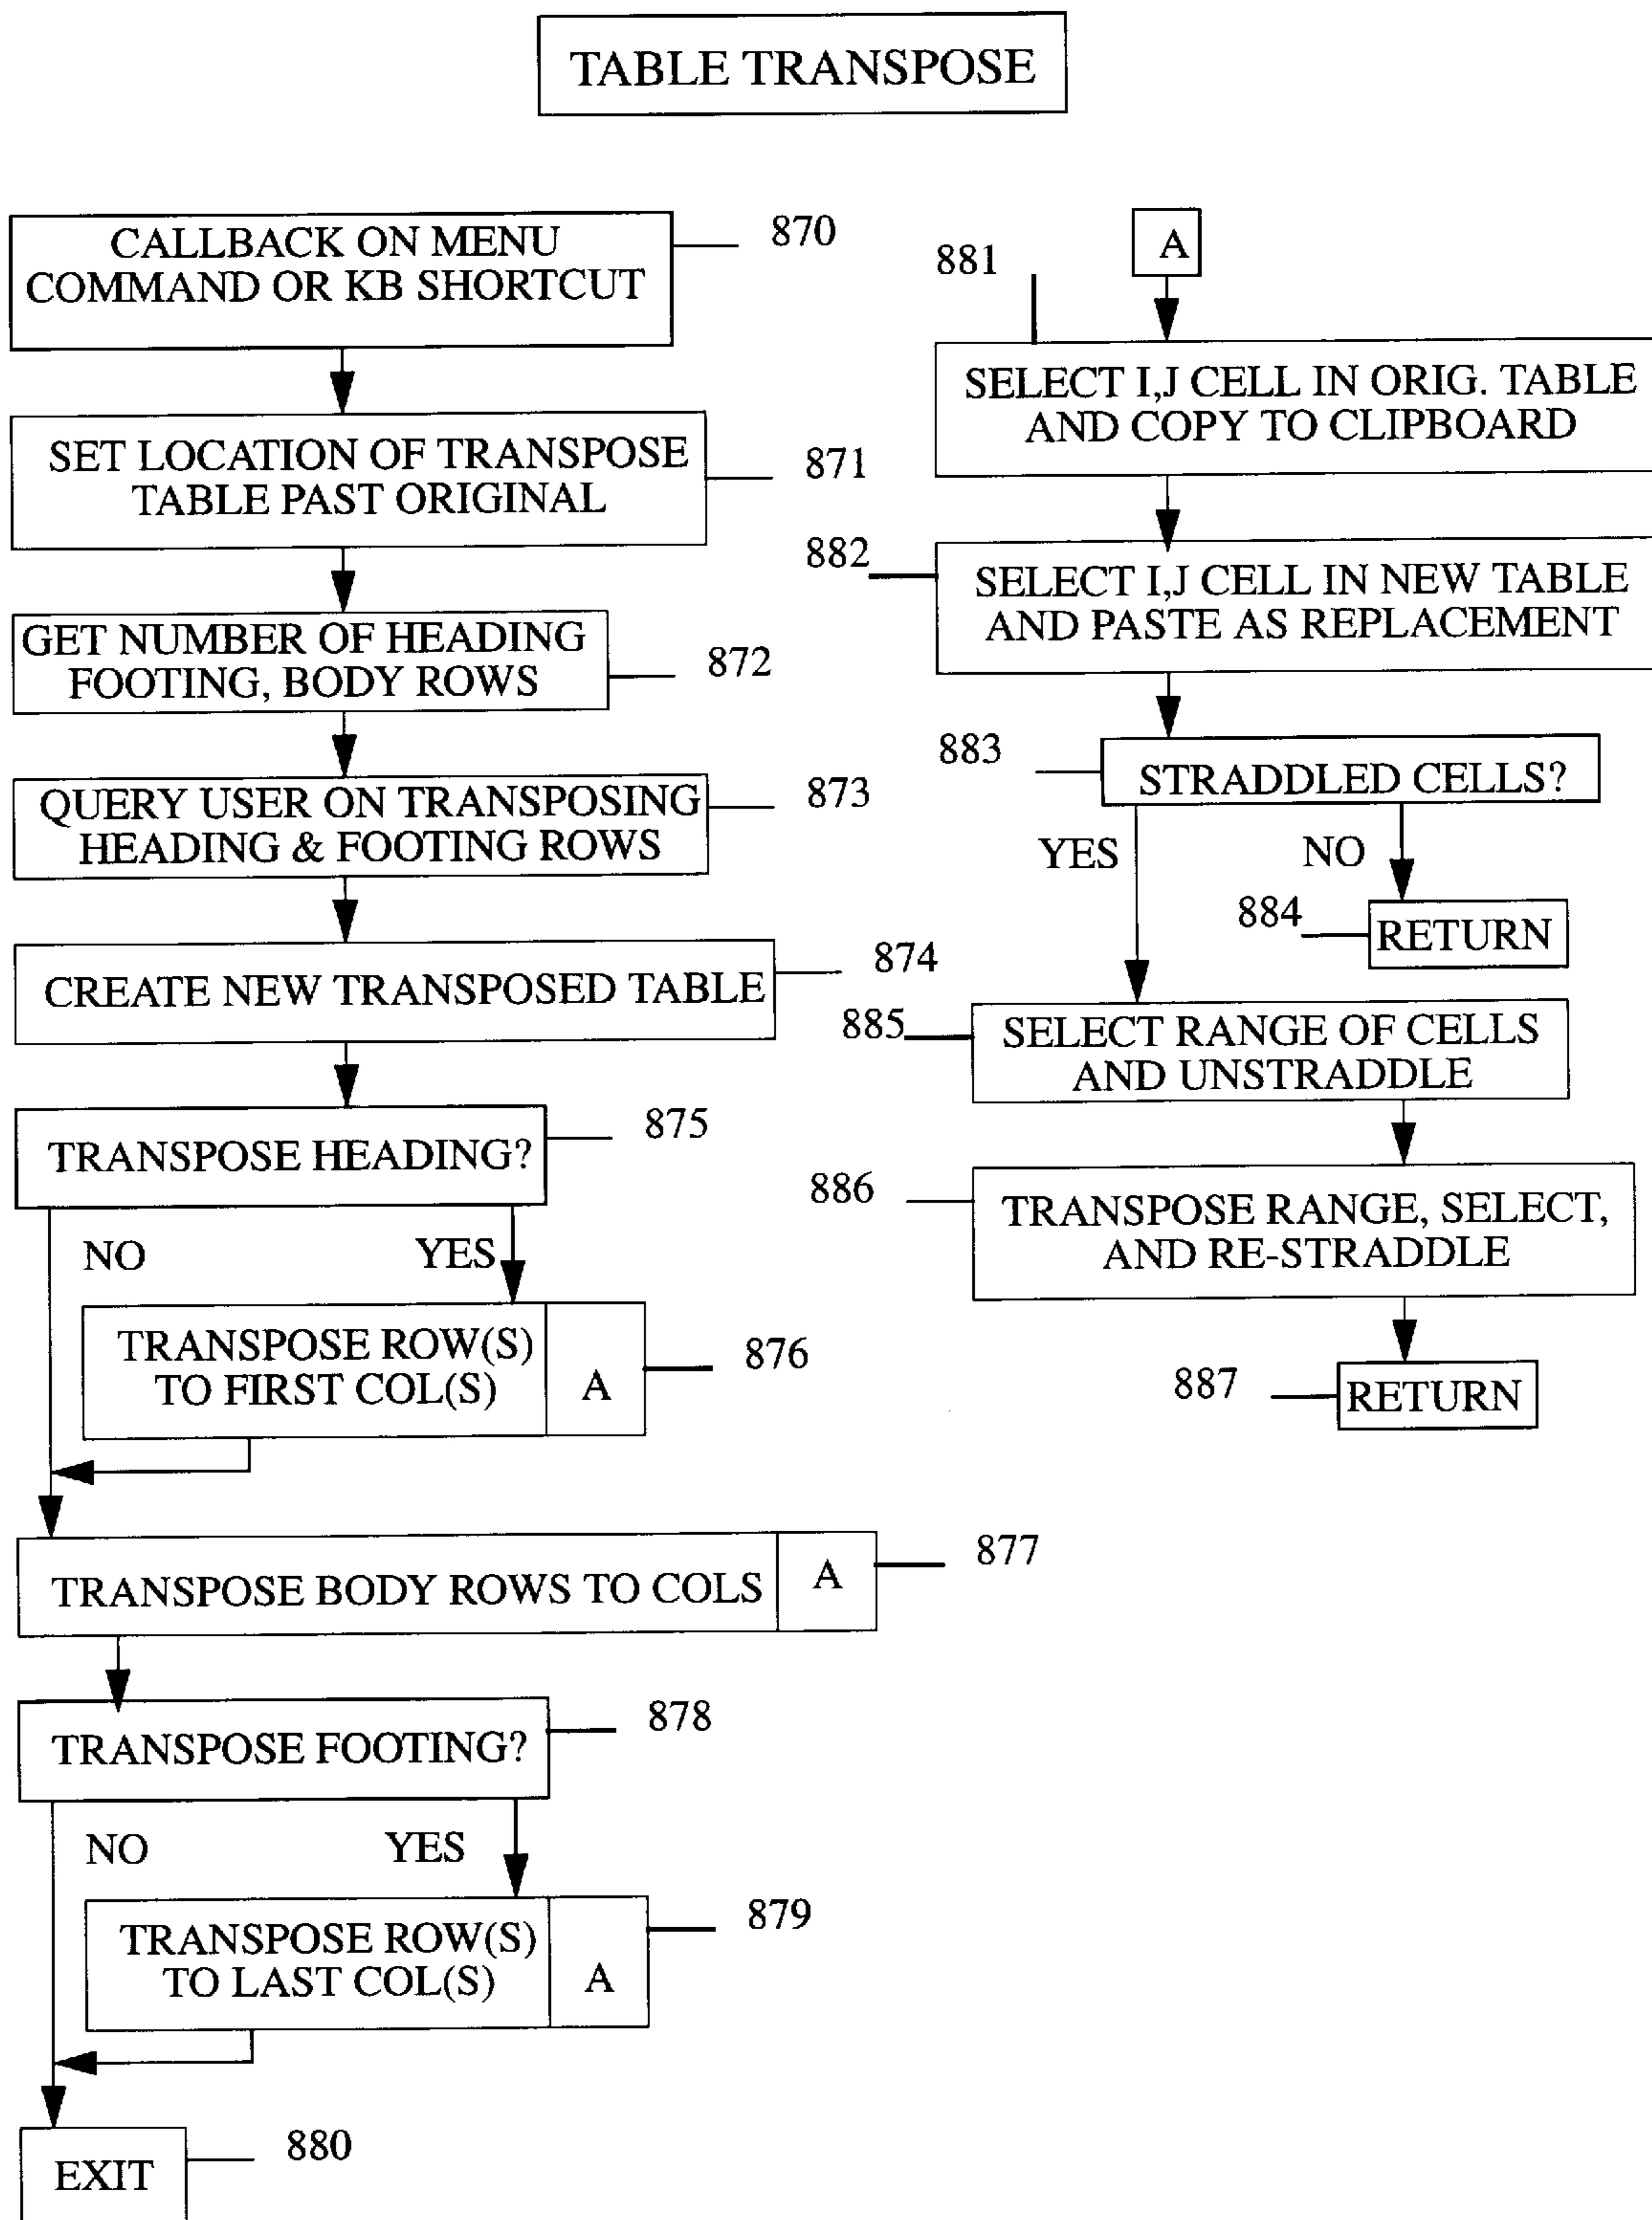 TABLE TRANSPOSE
CALLBACK ON MENU
COMMAND OR KB SHORTCUT
870
SET LOCATION OF TRANSPOSE
TABLE PAST ORIGINAL
871
GET NUMBER OF HEADING
FOOTING, BODY ROWS
872
QUERY USER ON TRANSPOSING
HEADING & FOOTING ROWS
873
CREATE NEW TRANSPOSED TABLE
874
TRANSPOSE HEADING?
875
NO
YES
TRANSPOSE ROW(S)
TO FIRST COL(S)
A
876
TRANSPOSE BODY ROWS TO COLS
A
877
TRANSPOSE FOOTING?
878
NO
YES
TRANSPOSE ROW(S)
TO LAST COL(S)
A
879
EXIT
880
A
881
SELECT I,J CELL IN ORIG. TABLE
AND COPY TO CLIPBOARD
882
SELECT I,J CELL IN NEW TABLE
AND PASTE AS REPLACEMENT
883
STRADDLED CELLS?
YES
NO
884
RETURN
885
SELECT RANGE OF CELLS
AND UNSTRADDLE
886
TRANSPOSE RANGE, SELECT,
AND RE-STRADDLE
887
RETURN